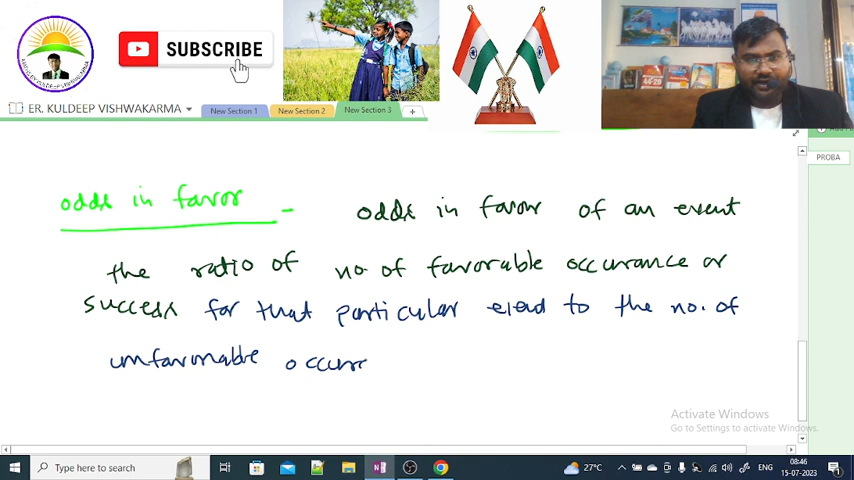 SUBSCRIBE
ER. KULDEEP VISHWAKARMA
New Section 1
New Section 2
New Section 3
PROBA
odds in favor
odds in favour of an event
the ratio of no. of favorable occurance or
success for that particular
to the no. of
unfavorable occure
Activate Windows
Go to Settings to activate Windows.
Type here to search
27°C
ENG
08:46
15-07-2023